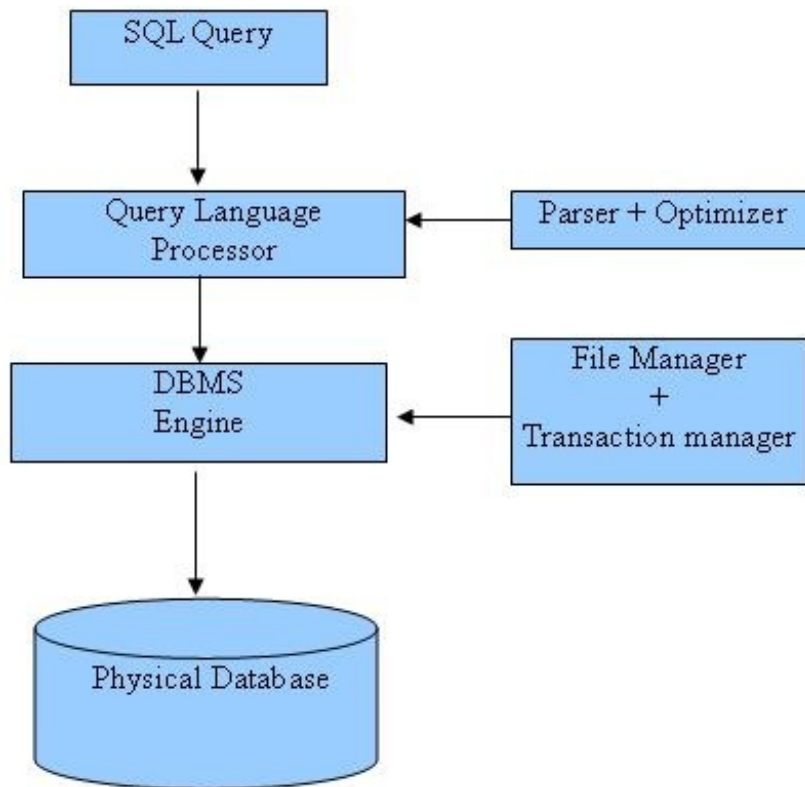 SQL Query
Query Language
Processor
Parser + Optimizer
DBMS
Engine
File Manager
+
Transaction manager
Physical Database